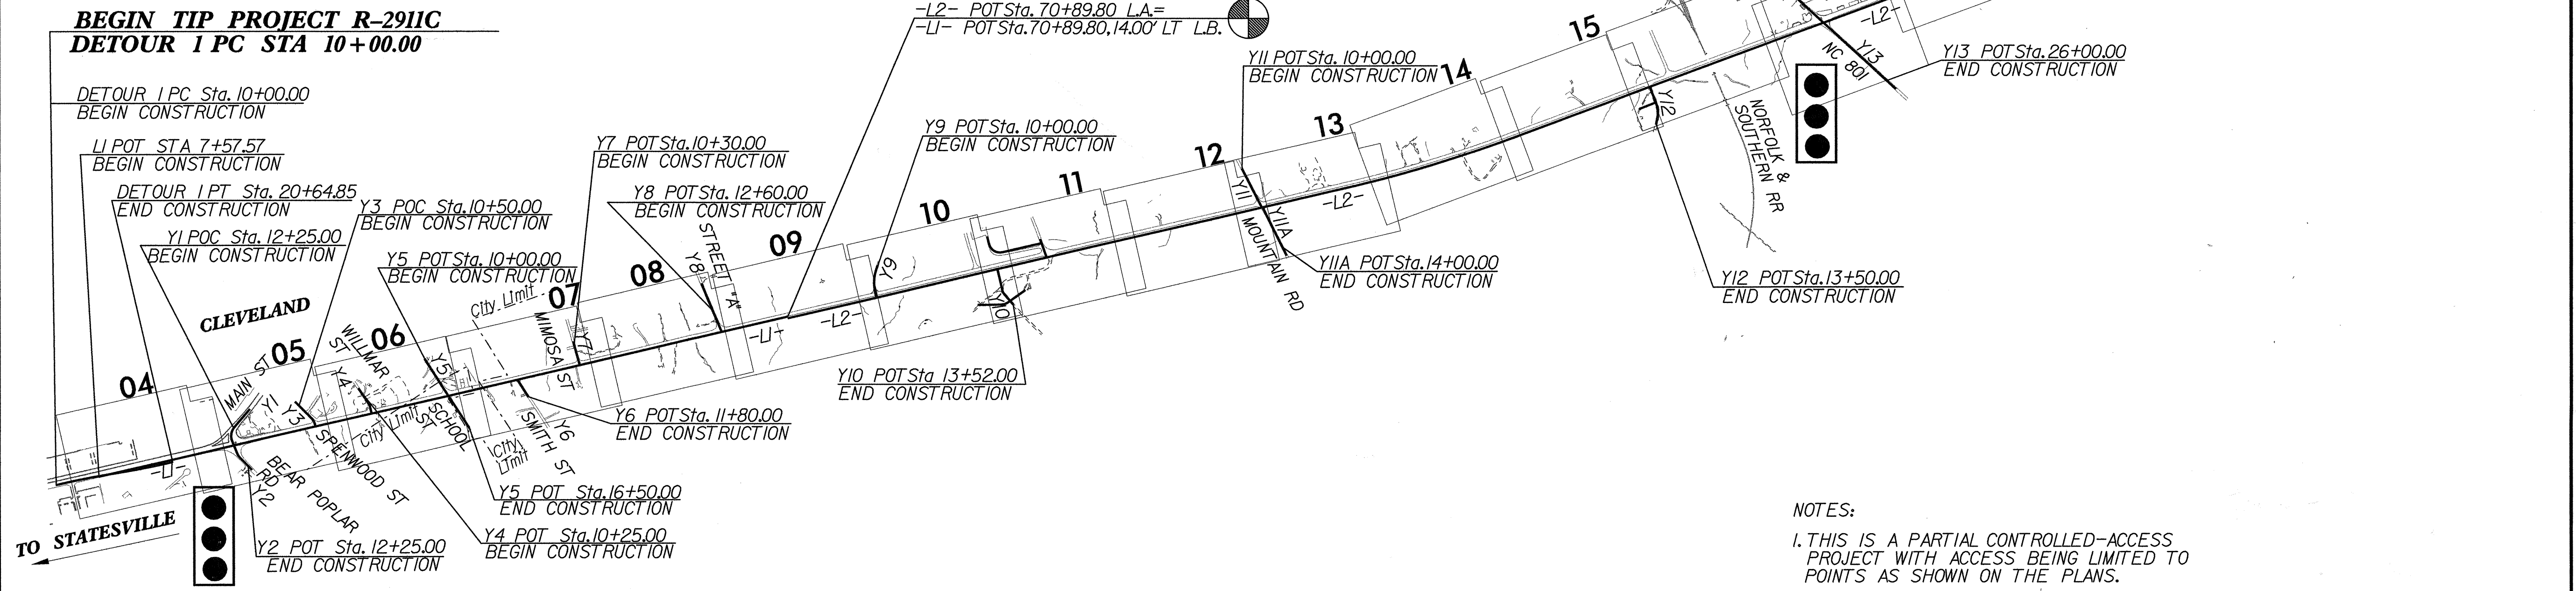 BEGIN TIP PROJECT R-2911C
DETOUR 1 PC STA 10+00.00
DETOUR 1 PC Sta. 10+00.00
BEGIN CONSTRUCTION
L1 POT STA 7+57.57
BEGIN CONSTRUCTION
DETOUR 1 PT Sta. 20+64.85
END CONSTRUCTION
Y1 POC Sta. 12+25.00
BEGIN CONSTRUCTION
Y3 POC Sta. 10+50.00
BEGIN CONSTRUCTION
Y5 POT Sta. 10+00.00
BEGIN CONSTRUCTION
Y7 POT Sta. 10+30.00
BEGIN CONSTRUCTION
Y8 POT Sta. 12+60.00
BEGIN CONSTRUCTION
-L2- POT Sta. 70+89.80 L.A.=
-L1- POT Sta. 70+89.80, 14.00' LT L.B.
Y9 POT Sta. 10+00.00
BEGIN CONSTRUCTION
Y11 POT Sta. 10+00.00
BEGIN CONSTRUCTION
Y13 POT Sta. 26+00.00
END CONSTRUCTION
Y12 POT Sta. 13+50.00
END CONSTRUCTION
Y11A POT Sta. 14+00.00
END CONSTRUCTION
Y10 POT Sta 13+52.00
END CONSTRUCTION
Y6 POT Sta. 11+80.00
END CONSTRUCTION
Y5 POT Sta. 16+50.00
END CONSTRUCTION
Y4 POT Sta. 10+25.00
BEGIN CONSTRUCTION
Y2 POT Sta. 12+25.00
END CONSTRUCTION
CLEVELAND
TO STATESVILLE
04
05
06
07
08
09
10
11
12
13
14
15
MAIN ST
Y1
Y3
WILLMAR
ST
Y4
Y5
City Limit
City Limit
City
Limit
SPENWOOD ST
SCHOOL
ST
BEAR POPLAR
RD
Y2
SMITH ST
Y6
MIMOSA ST
Y7
STREET "A"
Y8
-L1-
-L2-
Y9
Y10
Y11
Y11A
MOUNTAIN RD
-L2-
Y12
NORFOLK &
SOUTHERN RR
NC 801
Y13
-L2-
NOTES:
1. THIS IS A PARTIAL CONTROLLED-ACCESS
PROJECT WITH ACCESS BEING LIMITED TO
POINTS AS SHOWN ON THE PLANS.